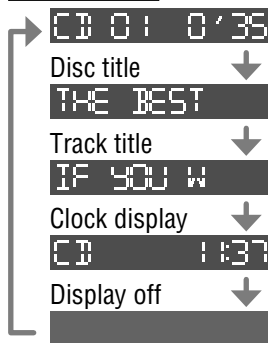 CD 01 0'35
Disc title
THE BEST
Track title
IF YOU W
Clock display
CD 11:37
Display off